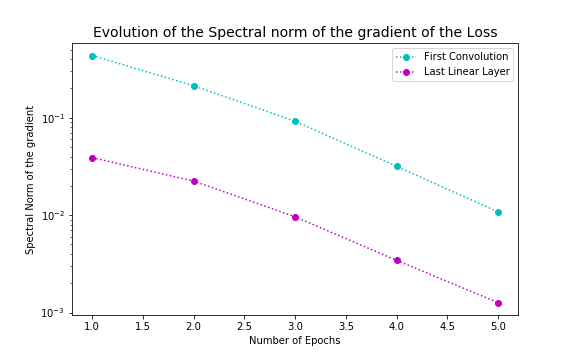 Evolution of the Spectral norm of the gradient of the Loss
First Convolution
Last Linear Layer
Spectral Norm of the gradient
10⁻¹
10⁻²
10⁻³
1.0 1.5 2.0 2.5 3.0 3.5 4.0 4.5 5.0
Number of Epochs